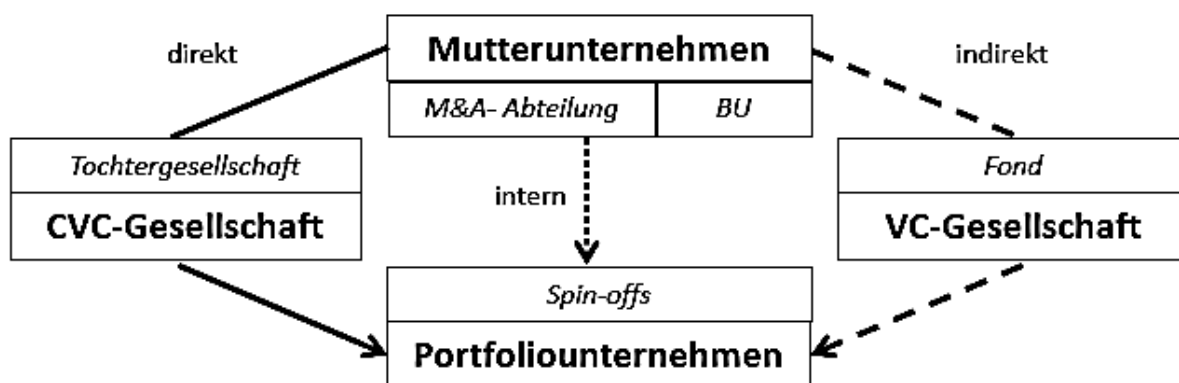 direkt
Mutterunternehmen
indirekt
M&A- Abteilung
BU
Tochtergesellschaft
CVC-Gesellschaft
intern
Fond
VC-Gesellschaft
Spin-offs
Portfoliounternehmen